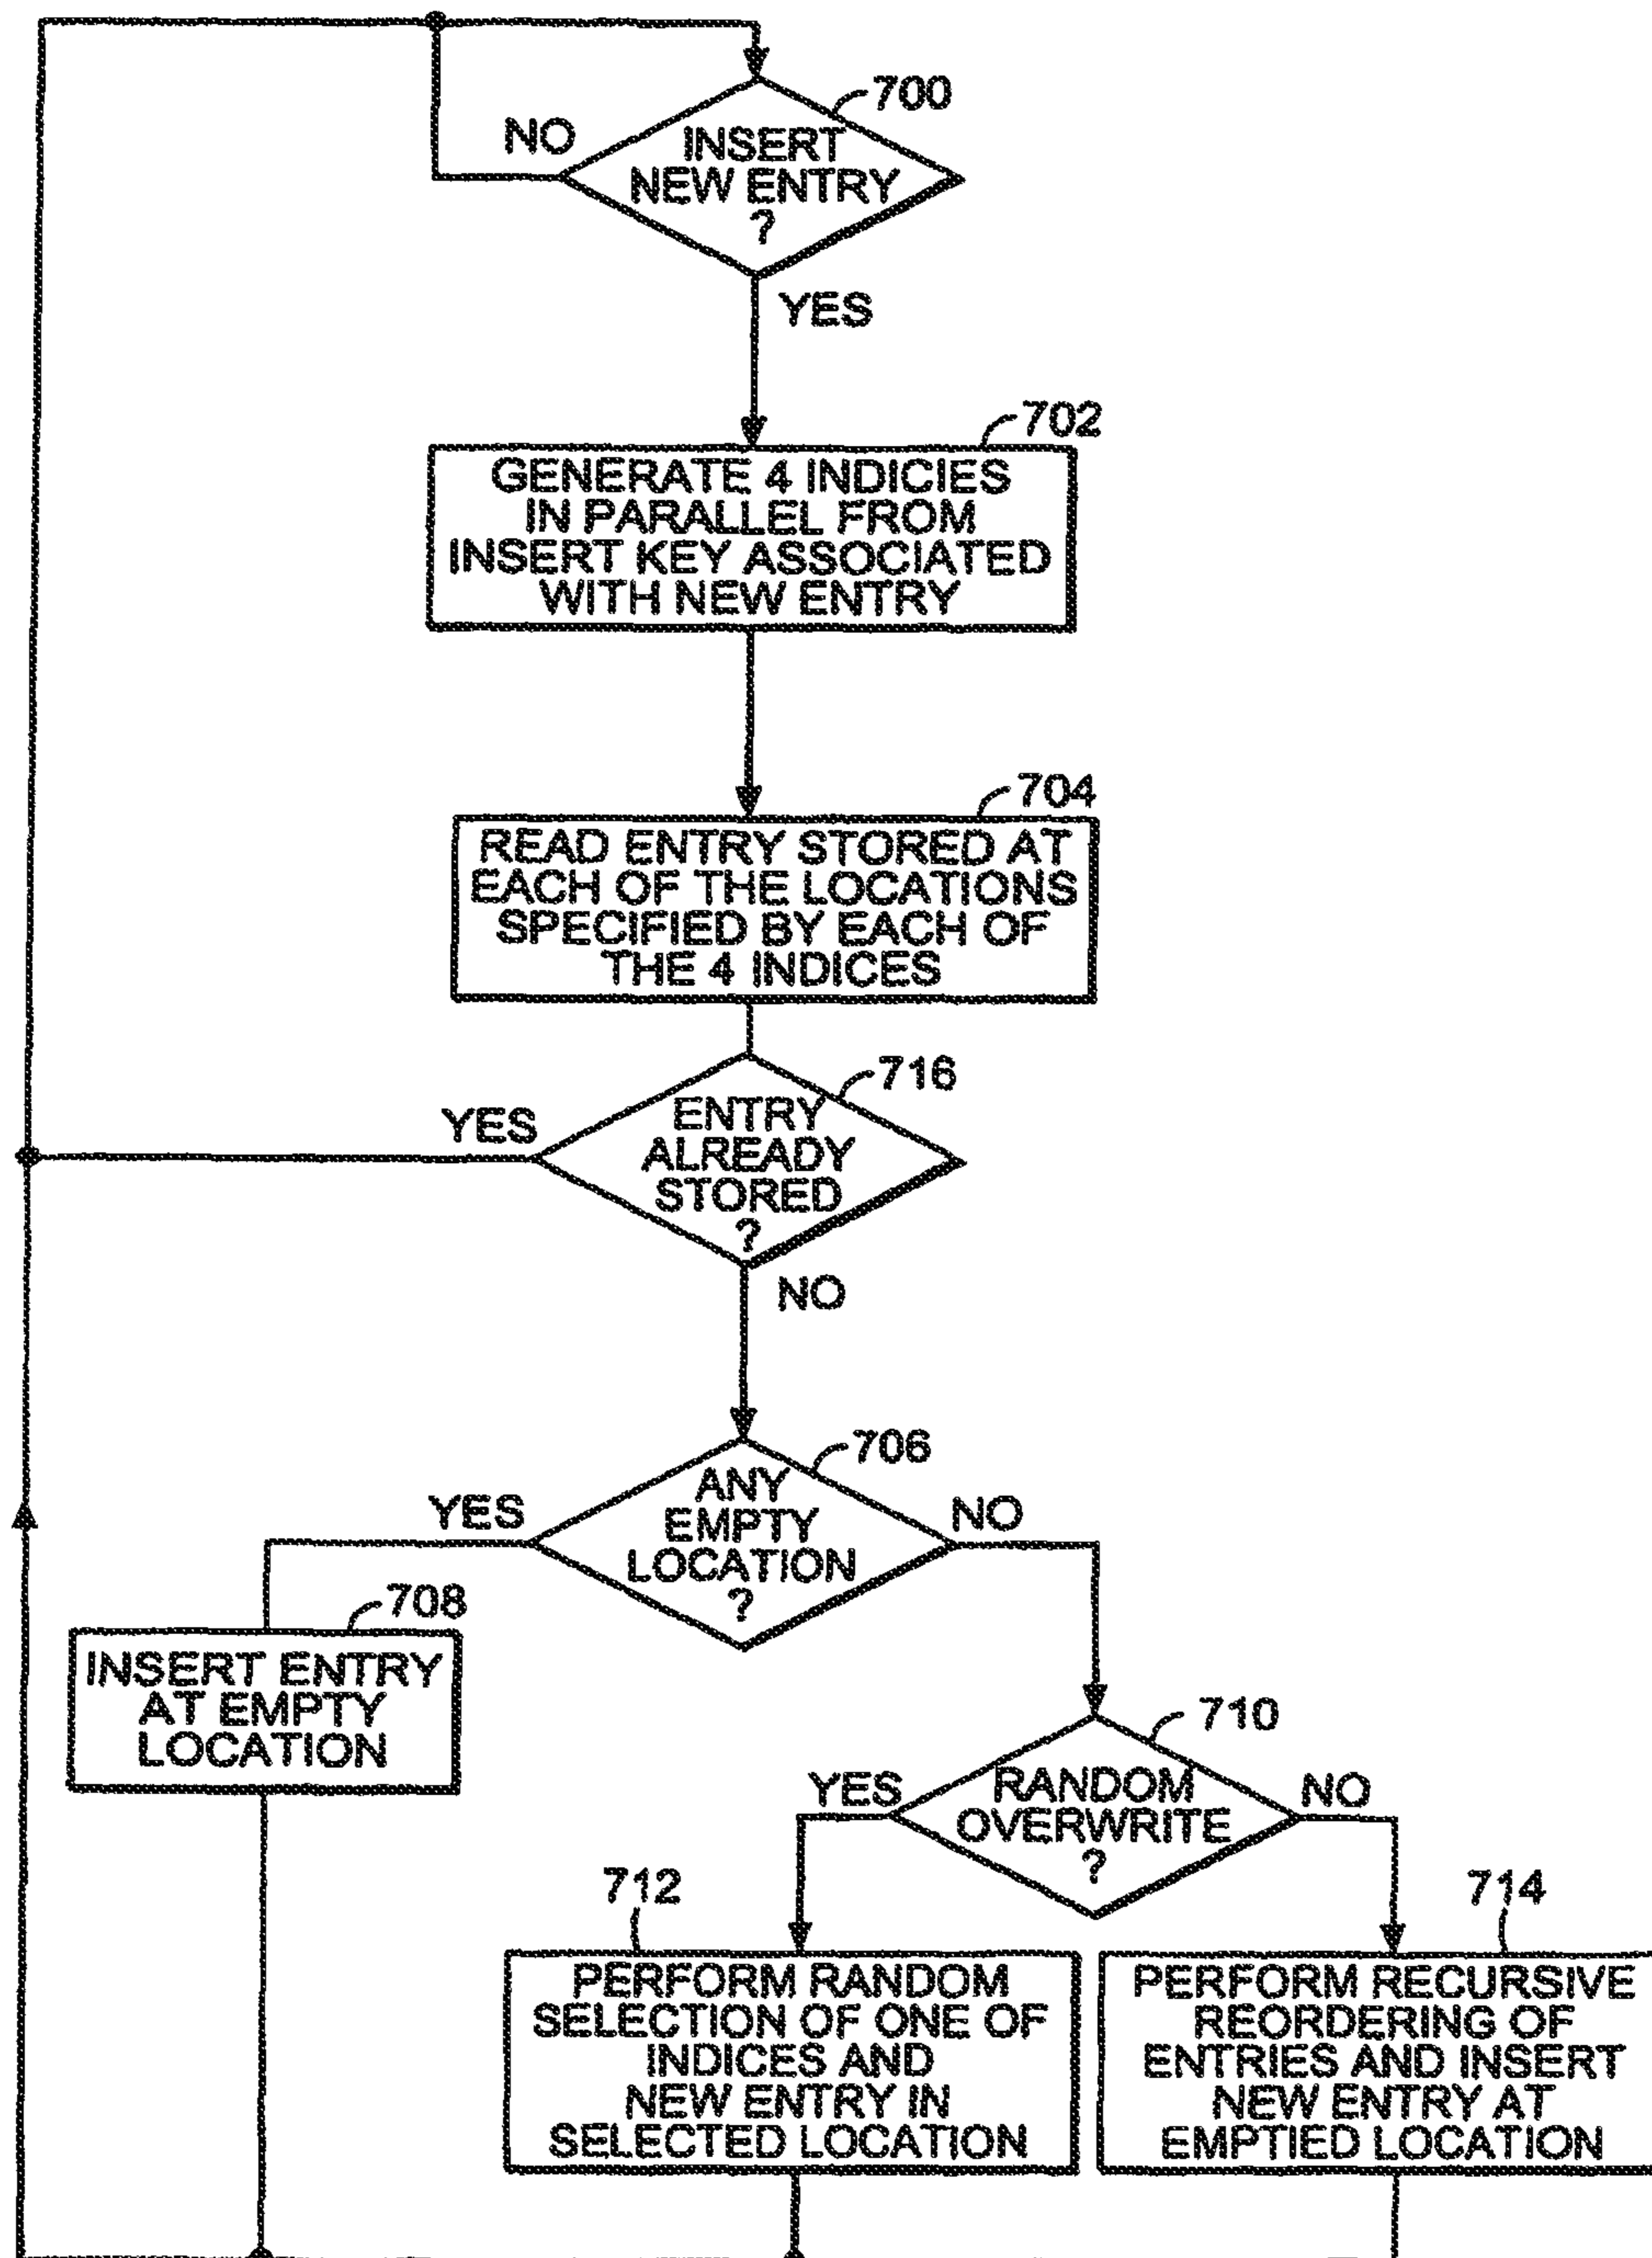 700
NO
INSERT
NEW ENTRY
?
YES
702
GENERATE 4 INDICIES
IN PARALLEL FROM
INSERT KEY ASSOCIATED
WITH NEW ENTRY
704
READ ENTRY STORED AT
EACH OF THE LOCATIONS
SPECIFIED BY EACH OF
THE 4 INDICES
716
YES
ENTRY
ALREADY
STORED
?
NO
706
YES
ANY
EMPTY
LOCATION
?
NO
708
INSERT ENTRY
AT EMPTY
LOCATION
710
YES
RANDOM
OVERWRITE
?
NO
712
PERFORM RANDOM
SELECTION OF ONE OF
INDICES AND
NEW ENTRY IN
SELECTED LOCATION
714
PERFORM RECURSIVE
REORDERING OF
ENTRIES AND INSERT
NEW ENTRY AT
EMPTIED LOCATION